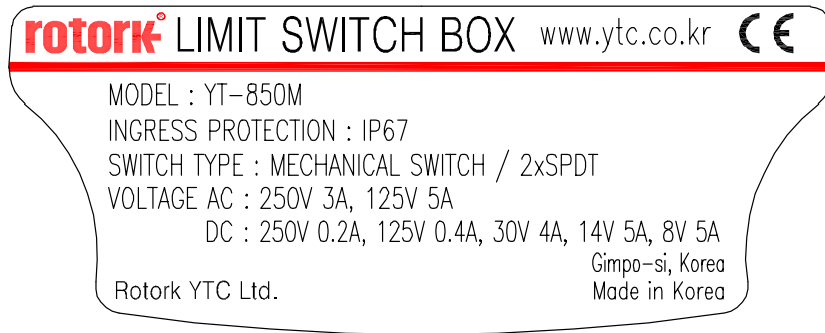 rotork® LIMIT SWITCH BOX www.ytc.co.kr CE
MODEL : YT-850M
INGRESS PROTECTION : IP67
SWITCH TYPE : MECHANICAL SWITCH / 2xSPDT
VOLTAGE AC : 250V 3A, 125V 5A
DC : 250V 0.2A, 125V 0.4A, 30V 4A, 14V 5A, 8V 5A
Gimpo-si, Korea
Rotork YTC Ltd. Made in Korea